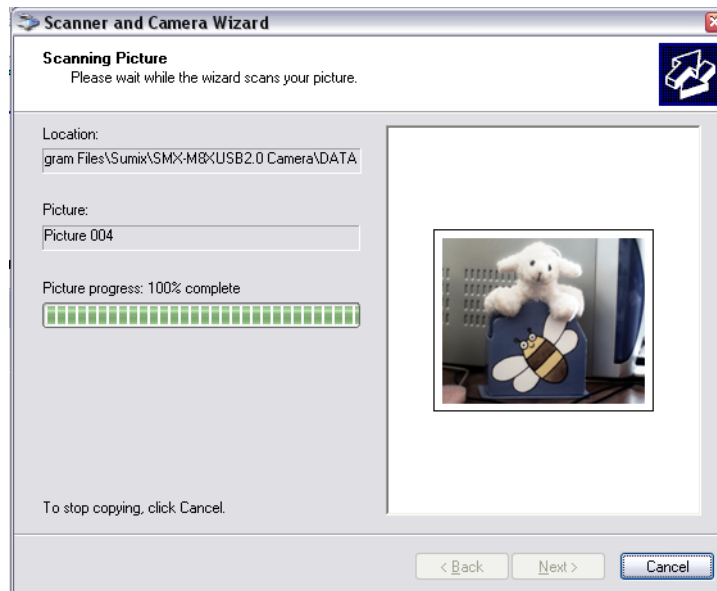 Scanner and Camera Wizard
Scanning Picture
Please wait while the wizard scans your picture.
Location:
gram Files\Sumix\SMX-M8XUSB2.0 Camera\DATA
Picture:
Picture 004
Picture progress: 100% complete
To stop copying, click Cancel.
< Back
Next >
Cancel